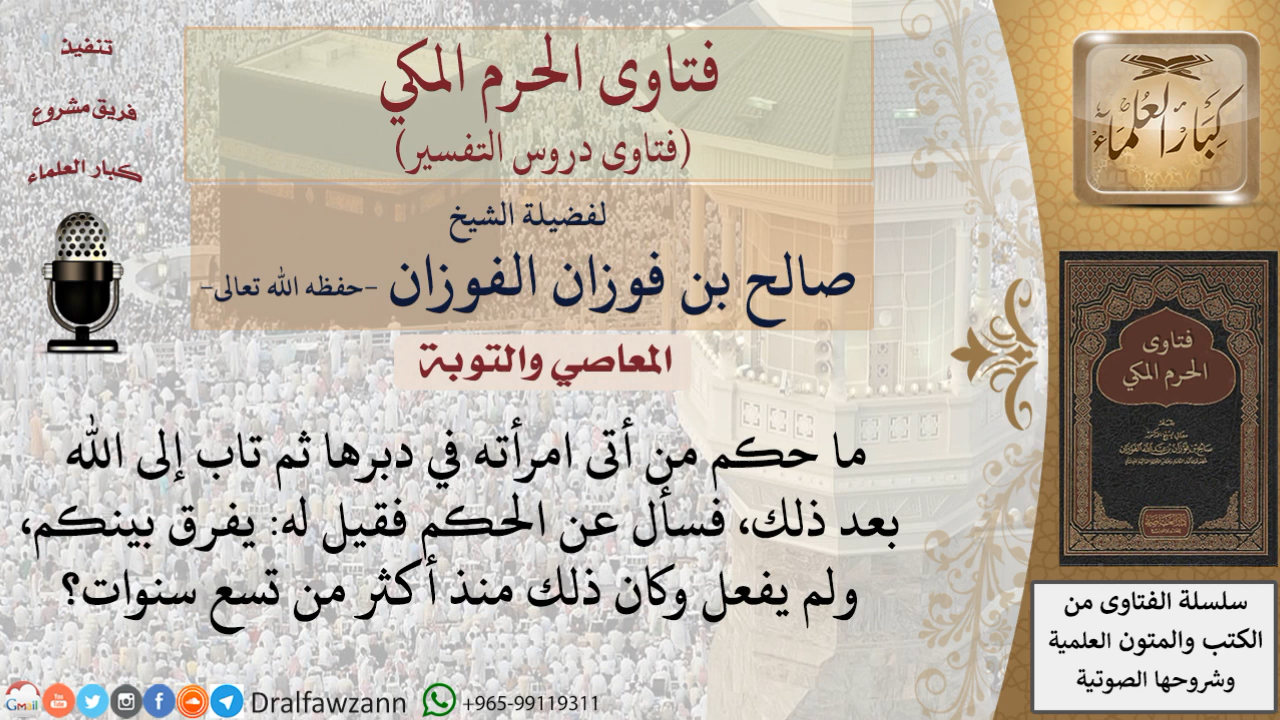 فتاوى الحرم المكي
(فتاوى دروس التفسير)
لفضيلة الشيخ
صالح بن فوزان الفوزان -حفظه الله تعالى-
المعاصي والتوبة
ما حكم من أتى امرأته في دبرها ثم تاب إلى الله
بعد ذلك، فسأل عن الحكم فقيل له: يفرق بينكم،
ولم يفعل وكان ذلك منذ أكثر من تسع سنوات؟
تنفيذ
فريق مشروع
كبار العلماء
كبار العلماء
فتاوى
الحرم المكي
سلسلة الفتاوى من
الكتب والمتون العلمية
وشروحها الصوتية
Gmail
You Tube
Dralfawzann
+965-99119311